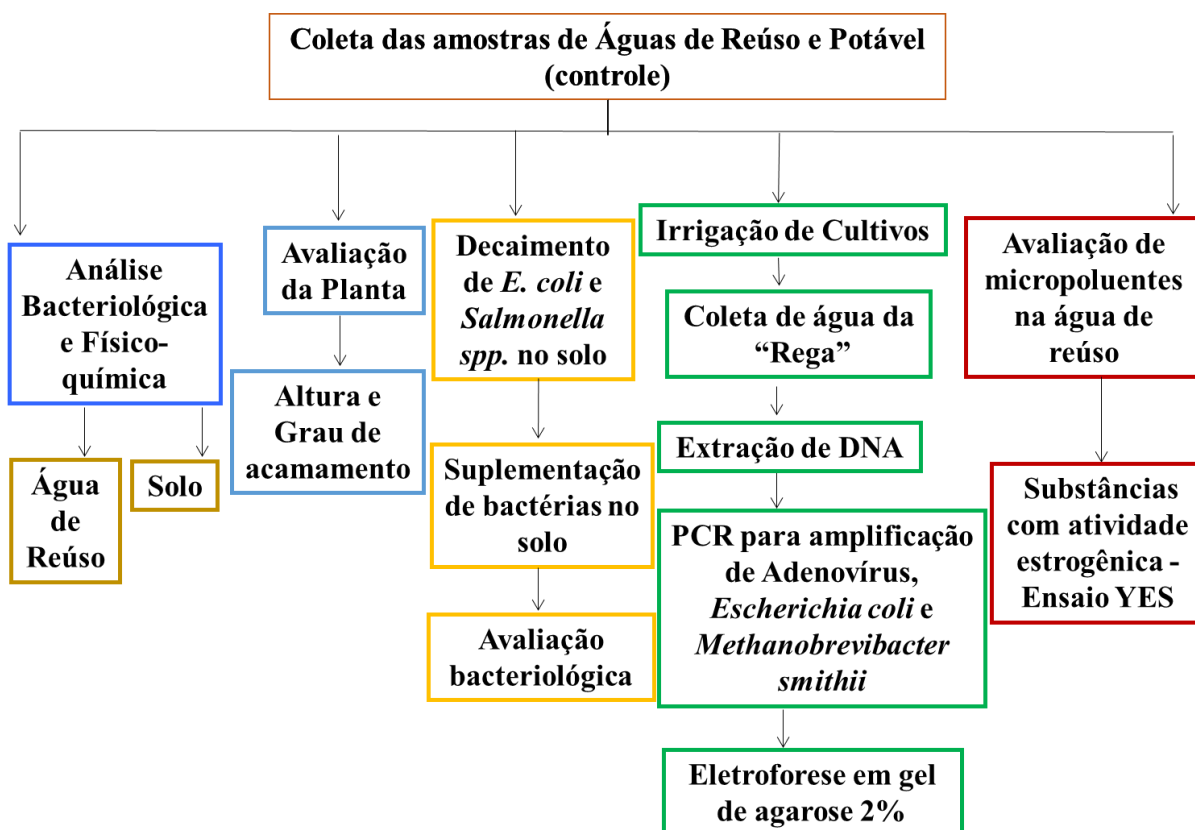 Coleta das amostras de Águas de Reúso e Potável
(controle)
Análise
Bacteriológica
e Físico-
química
Água
de
Reúso
Solo
Avaliação
da Planta
Altura e
Grau de
acamamento
Decaimento
de E. coli e
Salmonella
spp. no solo
Suplementação
de bactérias no
solo
Avaliação
bacteriológica
Irrigação de Cultivos
Coleta de água da
“Rega”
Extração de DNA
PCR para amplificação
de Adenovírus,
Escherichia coli e
Methanobrevibacter
smithii
Eletroforese em gel
de agarose 2%
Avaliação de
micropoluentes
na água de
reúso
Substâncias
com atividade
estrogênica -
Ensaio YES